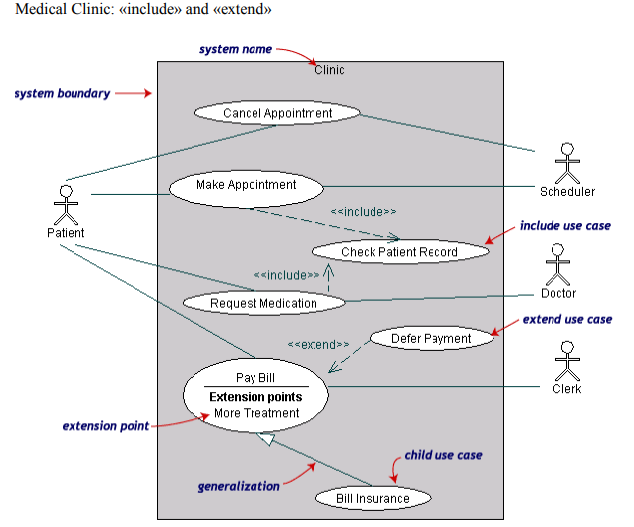 Medical Clinic: «include» and «extend»
system name
Clinic
system boundary
Cancel Appointment
Make Appointment
Scheduler
<<include>>
Patient
include use case
Check Patient Record
<<include>>
Doctor
Request Medication
extend use case
<<extend>>
Defer Payment
Pay Bill
Clerk
Extension points
More Treatment
extension point
child use case
generalization
Bill Insurance